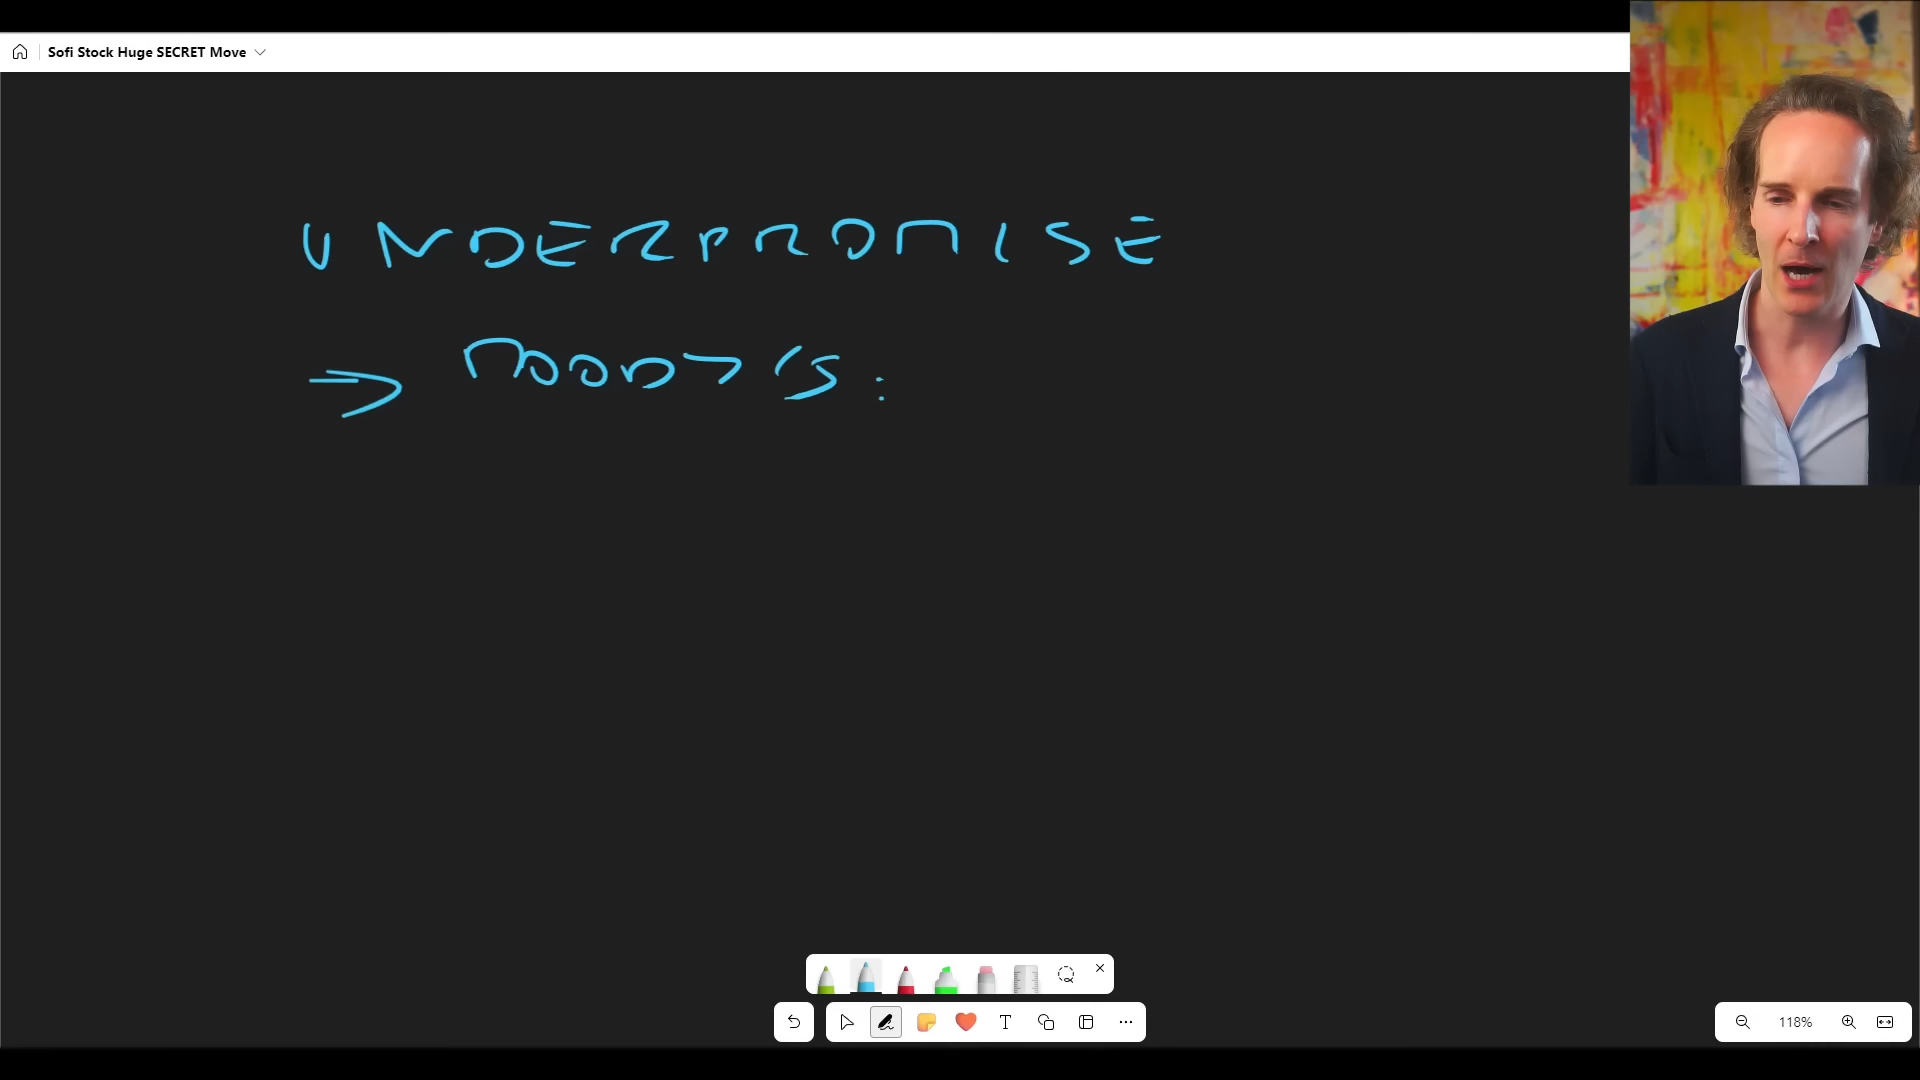 Sofi Stock Huge SECRET Move
UNDERPROMISE
⇒ MOODY'S:
T
118%